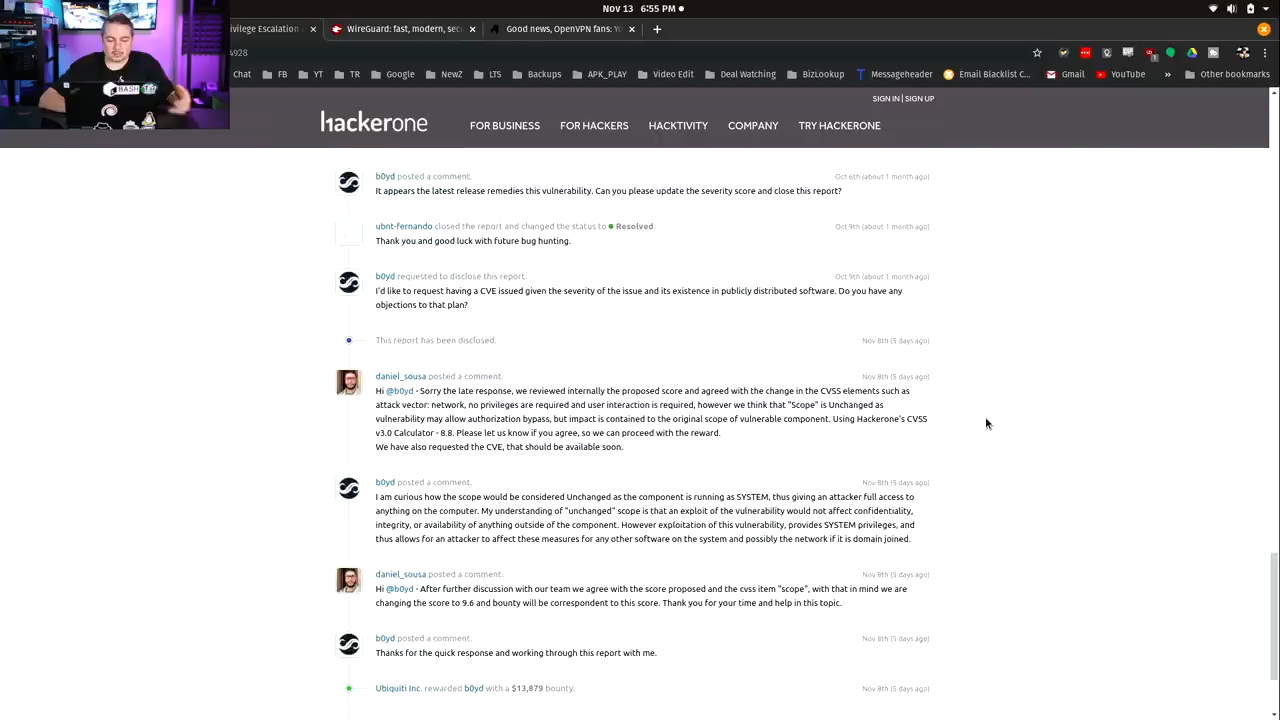 NOV 13 6:55 PM
ivilege Escalation
WireGuard: fast, modern, sec
Good news, OpenVPN fans: Y
4928
Chat
FB
YT
TR
Google
NewZ
LTS
Backups
APK_PLAY
Video Edit
Deal Watching
BizLookup
Messageheader
Email Blacklist C...
Gmail
YouTube
»
Other bookmarks
BASH
SIGN IN | SIGN UP
hackerone
FOR BUSINESS
FOR HACKERS
HACKTIVITY
COMPANY
TRY HACKERONE
b0yd posted a comment. Oct 6th (about 1 month ago)
It appears the latest release remedies this vulnerability. Can you please update the severity score and close this report?
ubnt-fernando closed the report and changed the status to Resolved. Oct 9th (about 1 month ago)
Thank you and good luck with future bug hunting.
b0yd requested to disclose this report. Oct 9th (about 1 month ago)
I'd like to request having a CVE issued given the severity of the issue and its existence in publicly distributed software. Do you have any
objections to that plan?
This report has been disclosed. Nov 8th (5 days ago)
daniel_sousa posted a comment. Nov 8th (5 days ago)
Hi @b0yd - Sorry the late response, we reviewed internally the proposed score and agreed with the change in the CVSS elements such as
attack vector: network, no privileges are required and user interaction is required, however we think that "Scope" is Unchanged as
vulnerability may allow authorization bypass, but impact is contained to the original scope of vulnerable component. Using Hackerone's CVSS
v3.0 Calculator - 8.8. Please let us know if you agree, so we can proceed with the reward.
We have also requested the CVE, that should be available soon.
b0yd posted a comment. Nov 8th (5 days ago)
I am curious how the scope would be considered Unchanged as the component is running as SYSTEM, thus giving an attacker full access to
anything on the computer. My understanding of "unchanged" scope is that an exploit of the vulnerability would not affect confidentiality,
integrity, or availability of anything outside of the component. However exploitation of this vulnerability, provides SYSTEM privileges, and
thus allows for an attacker to affect these measures for any other software on the system and possibly the network if it is domain joined.
daniel_sousa posted a comment. Nov 8th (5 days ago)
Hi @b0yd - After further discussion with our team we agree with the score proposed and the cvss item "scope", with that in mind we are
changing the score to 9.6 and bounty will be correspondent to this score. Thank you for your time and help in this topic.
b0yd posted a comment. Nov 8th (5 days ago)
Thanks for the quick response and working through this report with me.
Ubiquiti Inc. rewarded b0yd with a $13,879 bounty. Nov 8th (5 days ago)